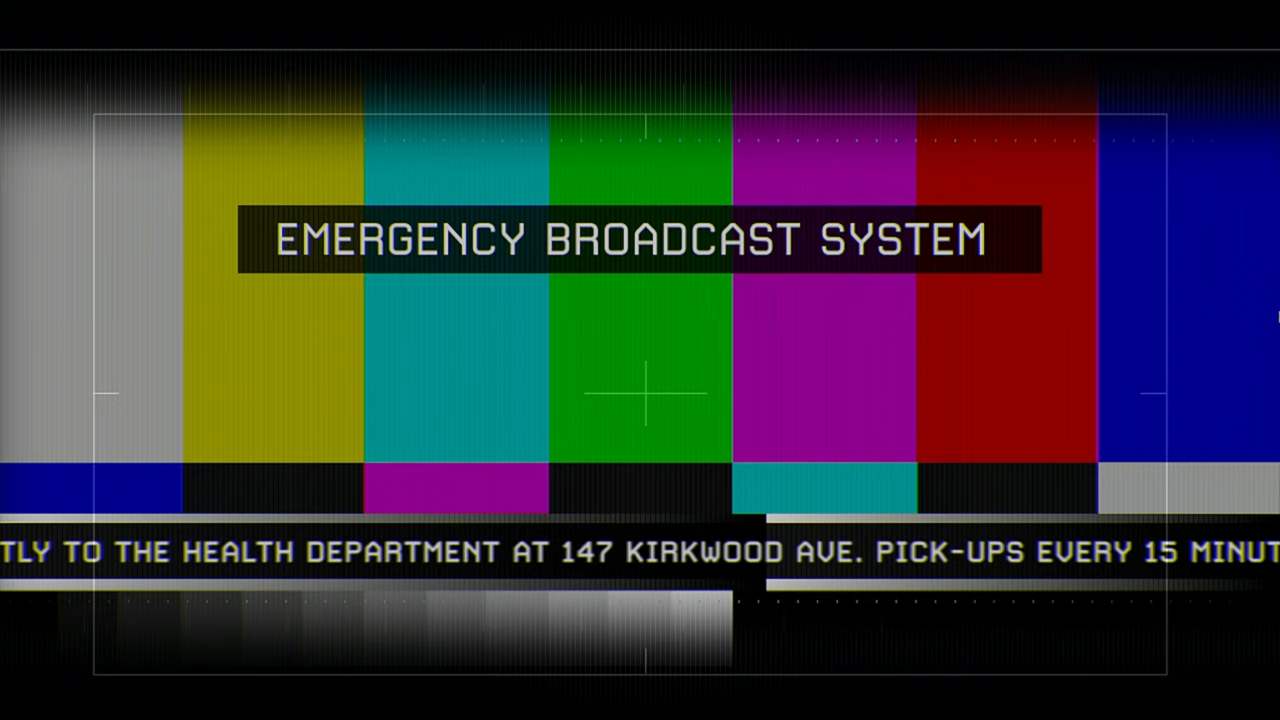 EMERGENCY BROADCAST SYSTEM
TLY TO THE HEALTH DEPARTMENT AT 147 KIRKWOOD AVE. PICK-UPS EVERY 15 MINUT